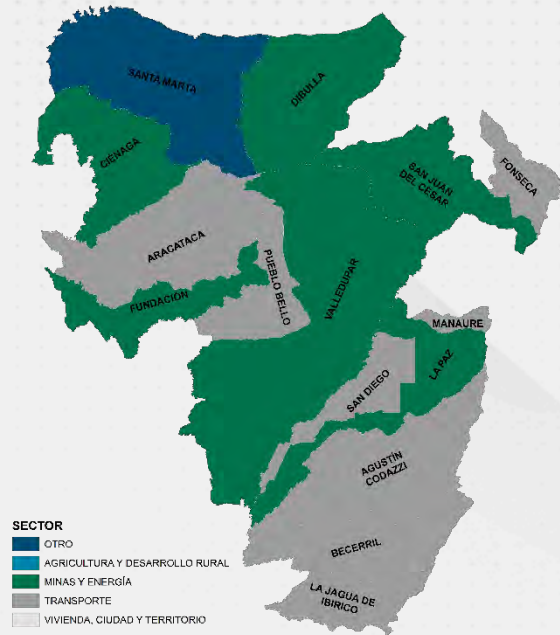 SANTA MARTA
DIBULLA
CIÉNAGA
SAN JUAN
DEL CESAR
FONSECA
ARACATACA
PUEBLO BELLO
FUNDACIÓN
VALLEDUPAR
MANAURE
LA PAZ
SAN DIEGO
AGUSTÍN
CODAZZI
BECERRIL
LA JAGUA DE
IBIRICO
SECTOR
OTRO
AGRICULTURA Y DESARROLLO RURAL
MINAS Y ENERGÍA
TRANSPORTE
VIVIENDA, CIUDAD Y TERRITORIO